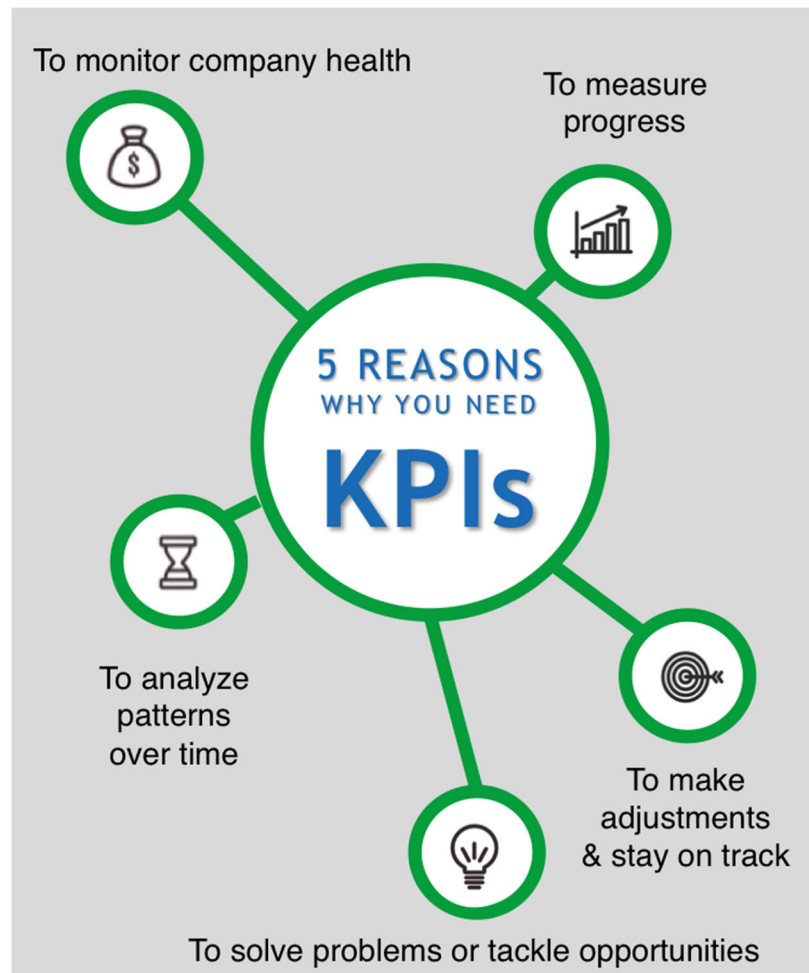 To monitor company health
To measure
progress
5 REASONS
WHY YOU NEED
KPIs
To analyze
patterns
over time
To make
adjustments
& stay on track
To solve problems or tackle opportunities
$